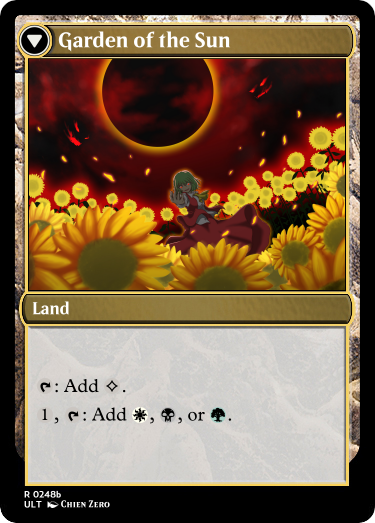 Garden of the Sun
Land
: Add .
1 , : Add , , or .
R 0248b
ULT Chien Zero